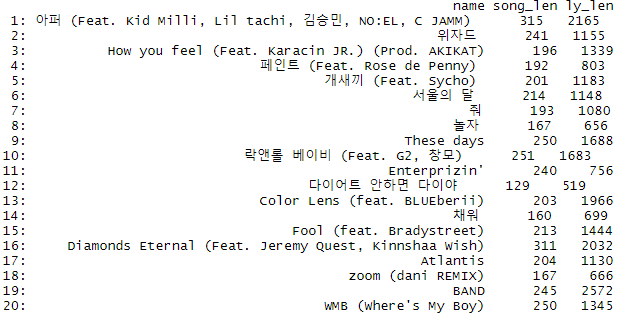 name song_len ly_len
1: 아퍼 (Feat. Kid Milli, Lil tachi, 김승민, NO:EL, C JAMM) 315 2165
2: 위자드 241 1155
3: How you feel (Feat. Karacin JR.) (Prod. AKIKAT) 196 1339
4: 페인트 (Feat. Rose de Penny) 192 803
5: 개새끼 (Feat. Sycho) 201 1183
6: 서울의 달 214 1148
7: 줘 193 1080
8: 놀자 167 656
9: These days 250 1688
10: 락앤롤 베이비 (Feat. G2, 창모) 251 1683
11: Enterprizin' 240 756
12: 다이어트 안하면 다이야 129 519
13: Color Lens (feat. BLUEberii) 203 1966
14: 채워 160 699
15: Fool (feat. Bradystreet) 213 1444
16: Diamonds Eternal (Feat. Jeremy Quest, Kinnshaa Wish) 311 2032
17: Atlantis 204 1130
18: zoom (dani REMIX) 167 666
19: BAND 245 2572
20: WMB (Where's My Boy) 250 1345